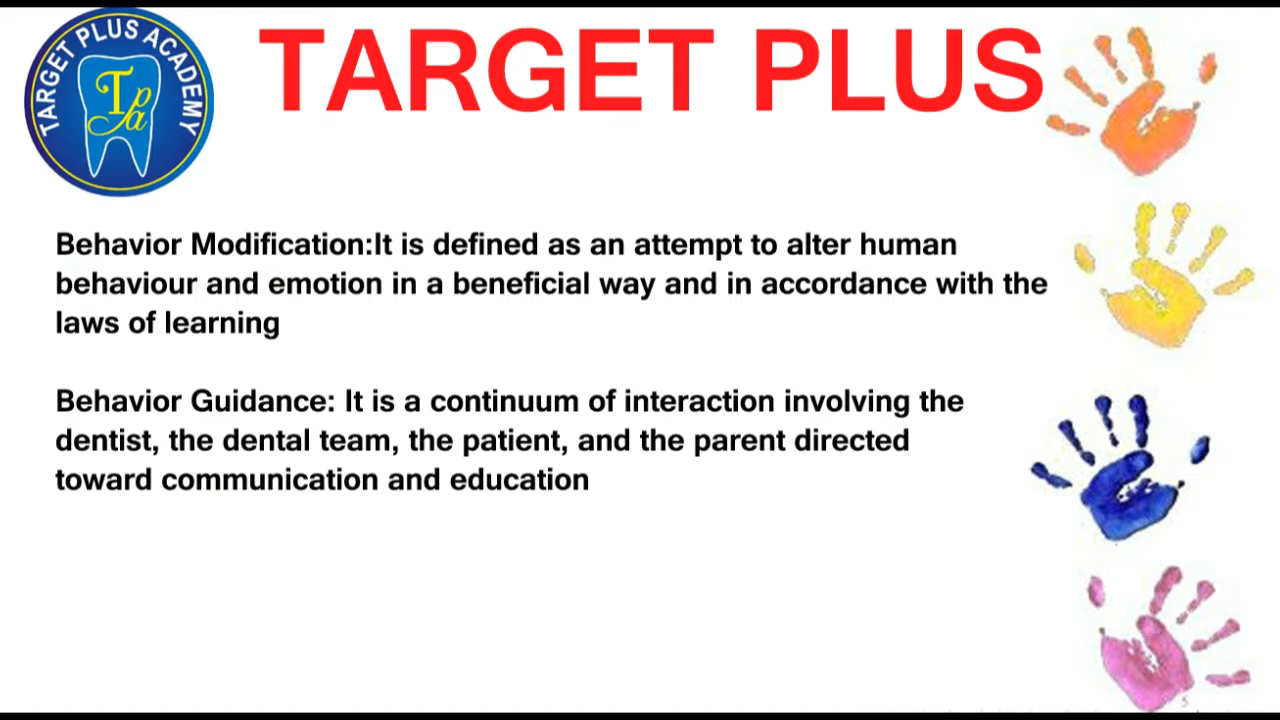 TARGET PLUS ACADEMY
Tpa
TARGET PLUS
Behavior Modification:It is defined as an attempt to alter human
behaviour and emotion in a beneficial way and in accordance with the
laws of learning
Behavior Guidance: It is a continuum of interaction involving the
dentist, the dental team, the patient, and the parent directed
toward communication and education